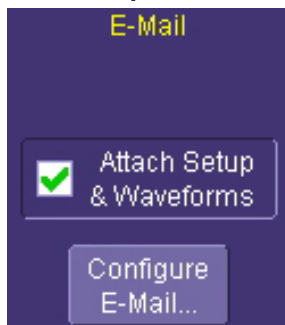 E-Mail
Attach Setup
& Waveforms
Configure
E-Mail...